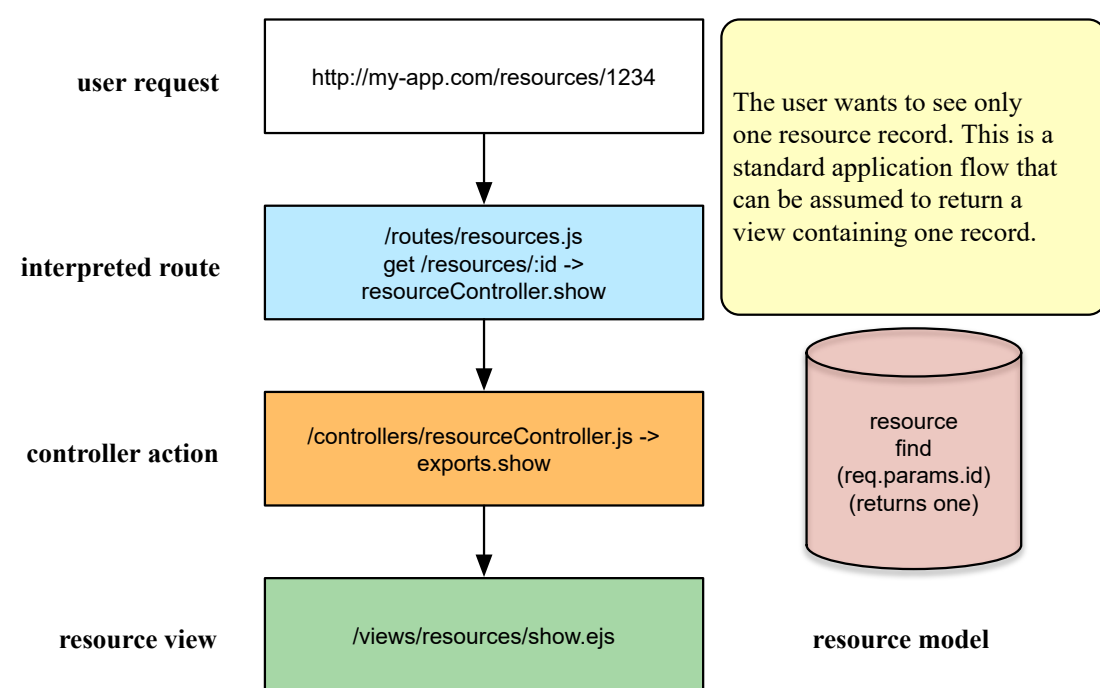 user request
http://my-app.com/resources/1234
The user wants to see only
one resource record. This is a
standard application flow that
can be assumed to return a
view containing one record.
interpreted route
/routes/resources.js
get /resources/:id ->
resourceController.show
controller action
/controllers/resourceController.js ->
exports.show
resource
find
(req.params.id)
(returns one)
resource view
/views/resources/show.ejs
resource model